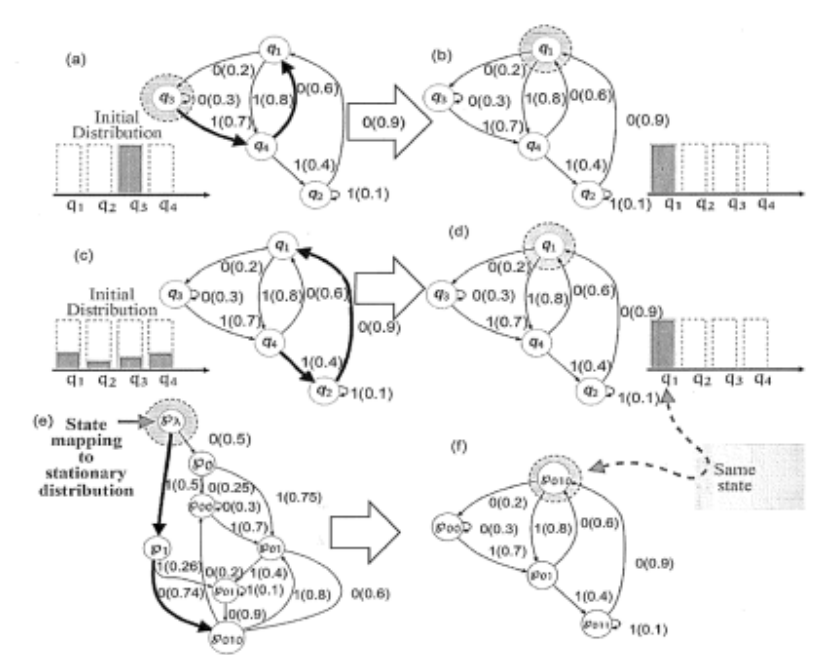 (a)
q₁
0(0.2)
q₃
0(0.3)
1(0.8)
0(0.6)
1(0.7)
q₄
1(0.4)
q₂
1(0.1)
Initial
Distribution
q₁ q₂ q₃ q₄
0(0.9)
(b)
q₁
0(0.2)
q₃
0(0.3)
1(0.8)
0(0.6)
1(0.7)
q₄
0(0.9)
1(0.4)
q₂
1(0.1)
q₁ q₂ q₃ q₄
(c)
q₁
0(0.2)
q₃
0(0.3)
1(0.8)
0(0.6)
1(0.7)
q₄
0(0.9)
1(0.4)
q₂
1(0.1)
Initial
Distribution
q₁ q₂ q₃ q₄
(d)
q₁
0(0.2)
q₃
0(0.3)
1(0.8)
0(0.6)
1(0.7)
q₄
0(0.9)
1(0.4)
q₂
1(0.1)
q₁ q₂ q₃ q₄
(e)
State
mapping
to
stationary
distribution
℘λ
0(0.5)
℘0
1(0.5)
0(0.25)
1(0.75)
℘00
0(0.3)
1(0.7)
℘1
℘01
1(0.26)
0(0.2)
1(0.4)
0(0.74)
1(0.1)
1(0.8)
0(0.6)
0(0.9)
℘010
(f)
℘010
0(0.2)
℘00
0(0.3)
1(0.8)
0(0.6)
1(0.7)
℘01
0(0.9)
1(0.4)
℘011
1(0.1)
Same
state